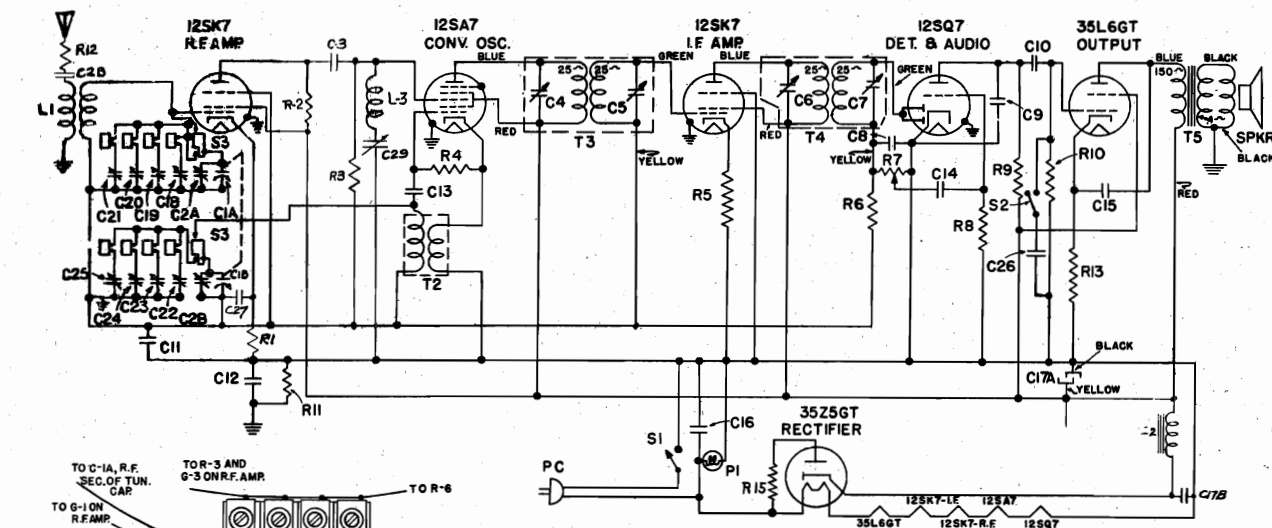 12SK7
R.F. AMP.
12SA7
CONV. OSC.
12SK7
I.F. AMP.
12SQ7
DET. & AUDIO
35L6GT
OUTPUT
R12
C28
L1
C-3
R-2
L-3
C29
R3
BLUE
25
25
C4
C5
T3
GREEN
RED
YELLOW
BLUE
25
25
C6
C7
T4
GREEN
RED
C8
YELLOW
R7
C9
C10
BLUE
150
BLACK
T5
SPKR
BLACK
RED
S3
C21
C20
C19
C18
C2A
C1A
S3
C25
C24
C23
C22
C2B
C1B
C27
R4
C13
T2
R5
R6
C14
R8
R9
S2
R10
C26
C15
R13
C11
R1
C12
R11
C17A
BLACK
YELLOW
C16
S1
P1
PC
35Z5GT
RECTIFIER
R15
-2
C17B
35L6GT
12SK7-I.F.
12SK7-R.F.
12SA7
12SQ7
TO C-1A, R.F.
SEC. OF TUN.
CAP.
TO G-1 ON
R.F. AMP.
TO R-3 AND
G-3 ON R.F. AMP.
TO R-6